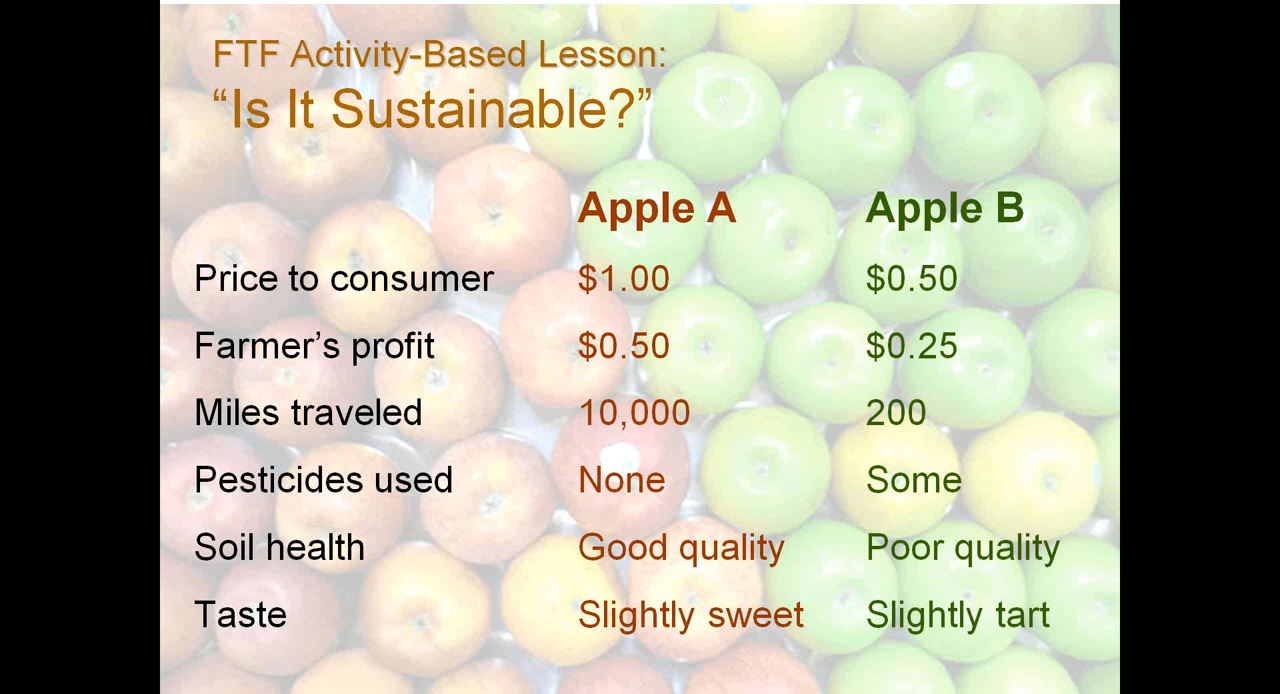 FTF Activity-Based Lesson:
“Is It Sustainable?”
Apple A Apple B
Price to consumer $1.00 $0.50
Farmer’s profit $0.50 $0.25
Miles traveled 10,000 200
Pesticides used None Some
Soil health Good quality Poor quality
Taste Slightly sweet Slightly tart